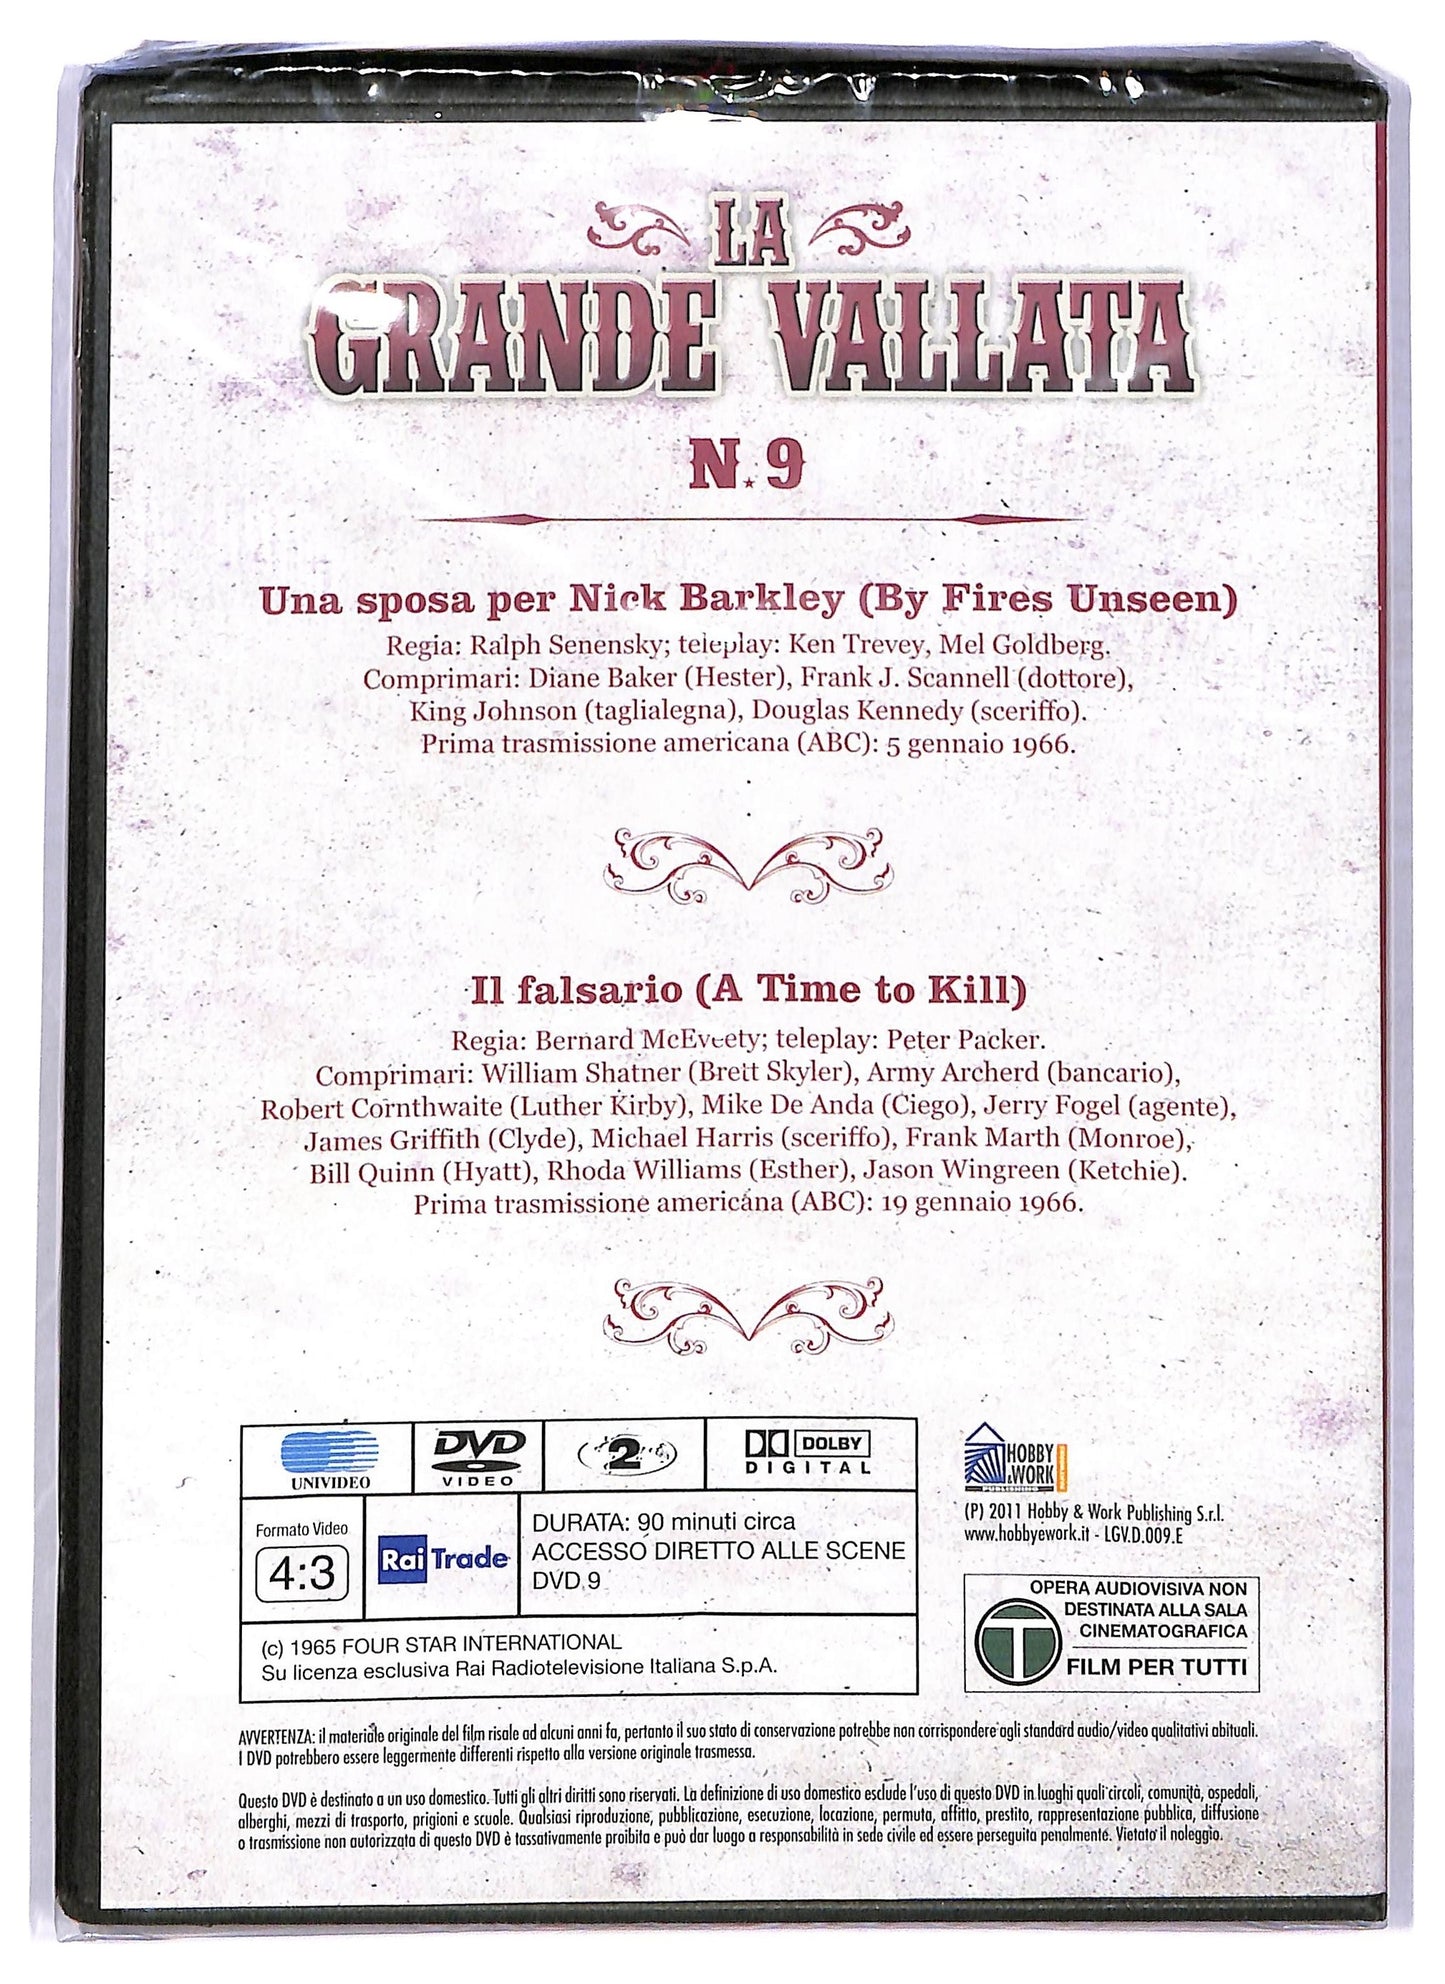 LA
GRANDE VALLATA
N.9
Una sposa per Nick Barkley (By Fires Unseen)
Regia: Ralph Senensky; teleplay: Ken Trevey, Mel Goldberg.
Comprimari: Diane Baker (Hester), Frank J. Scannell (dottore),
King Johnson (taglialegna), Douglas Kennedy (sceriffo).
Prima trasmissione americana (ABC): 5 gennaio 1966.
Il falsario (A Time to Kill)
Regia: Bernard McEveety; teleplay: Peter Packer.
Comprimari: William Shatner (Brett Skyler), Army Archerd (bancario),
Robert Cornthwaite (Luther Kirby), Mike De Anda (Ciego), Jerry Fogel (agente),
James Griffith (Clyde), Michael Harris (sceriffo), Frank Marth (Monroe),
Bill Quinn (Hyatt), Rhoda Williams (Esther), Jason Wingreen (Ketchie).
Prima trasmissione americana (ABC): 19 gennaio 1966.
UNIVIDEO
DVD
VIDEO
2
DOLBY
DIGITAL
Formato Video
4:3
Rai Trade
DURATA: 90 minuti circa
ACCESSO DIRETTO ALLE SCENE
DVD 9
(c) 1965 FOUR STAR INTERNATIONAL
Su licenza esclusiva Rai Radiotelevisione Italiana S.p.A.
HOBBY
&WORK
PUBLISHING
(P) 2011 Hobby & Work Publishing S.r.l.
www.hobbyework.it - LGV.D.009.E
OPERA AUDIOVISIVA NON
DESTINATA ALLA SALA
CINEMATOGRAFICA
T
FILM PER TUTTI
AVVERTENZA: il materiale originale del film risale ad alcuni anni fa, pertanto il suo stato di conservazione potrebbe non corrispondere agli standard audio/video qualitativi abituali.
I DVD potrebbero essere leggermente differenti rispetto alla versione originale trasmessa.
Questo DVD è destinato a un uso domestico. Tutti gli altri diritti sono riservati. La definizione di uso domestico esclude l'uso di questo DVD in luoghi quali circoli, comunità, ospedali,
alberghi, mezzi di trasporto, prigioni e scuole. Qualsiasi riproduzione, pubblicazione, esecuzione, locazione, permuta, affitto, prestito, rappresentazione pubblica, diffusione
o trasmissione non autorizzata di questo DVD è tassativamente proibita e può dar luogo a responsabilità in sede civile ed essere perseguita penalmente. Vietato il noleggio.